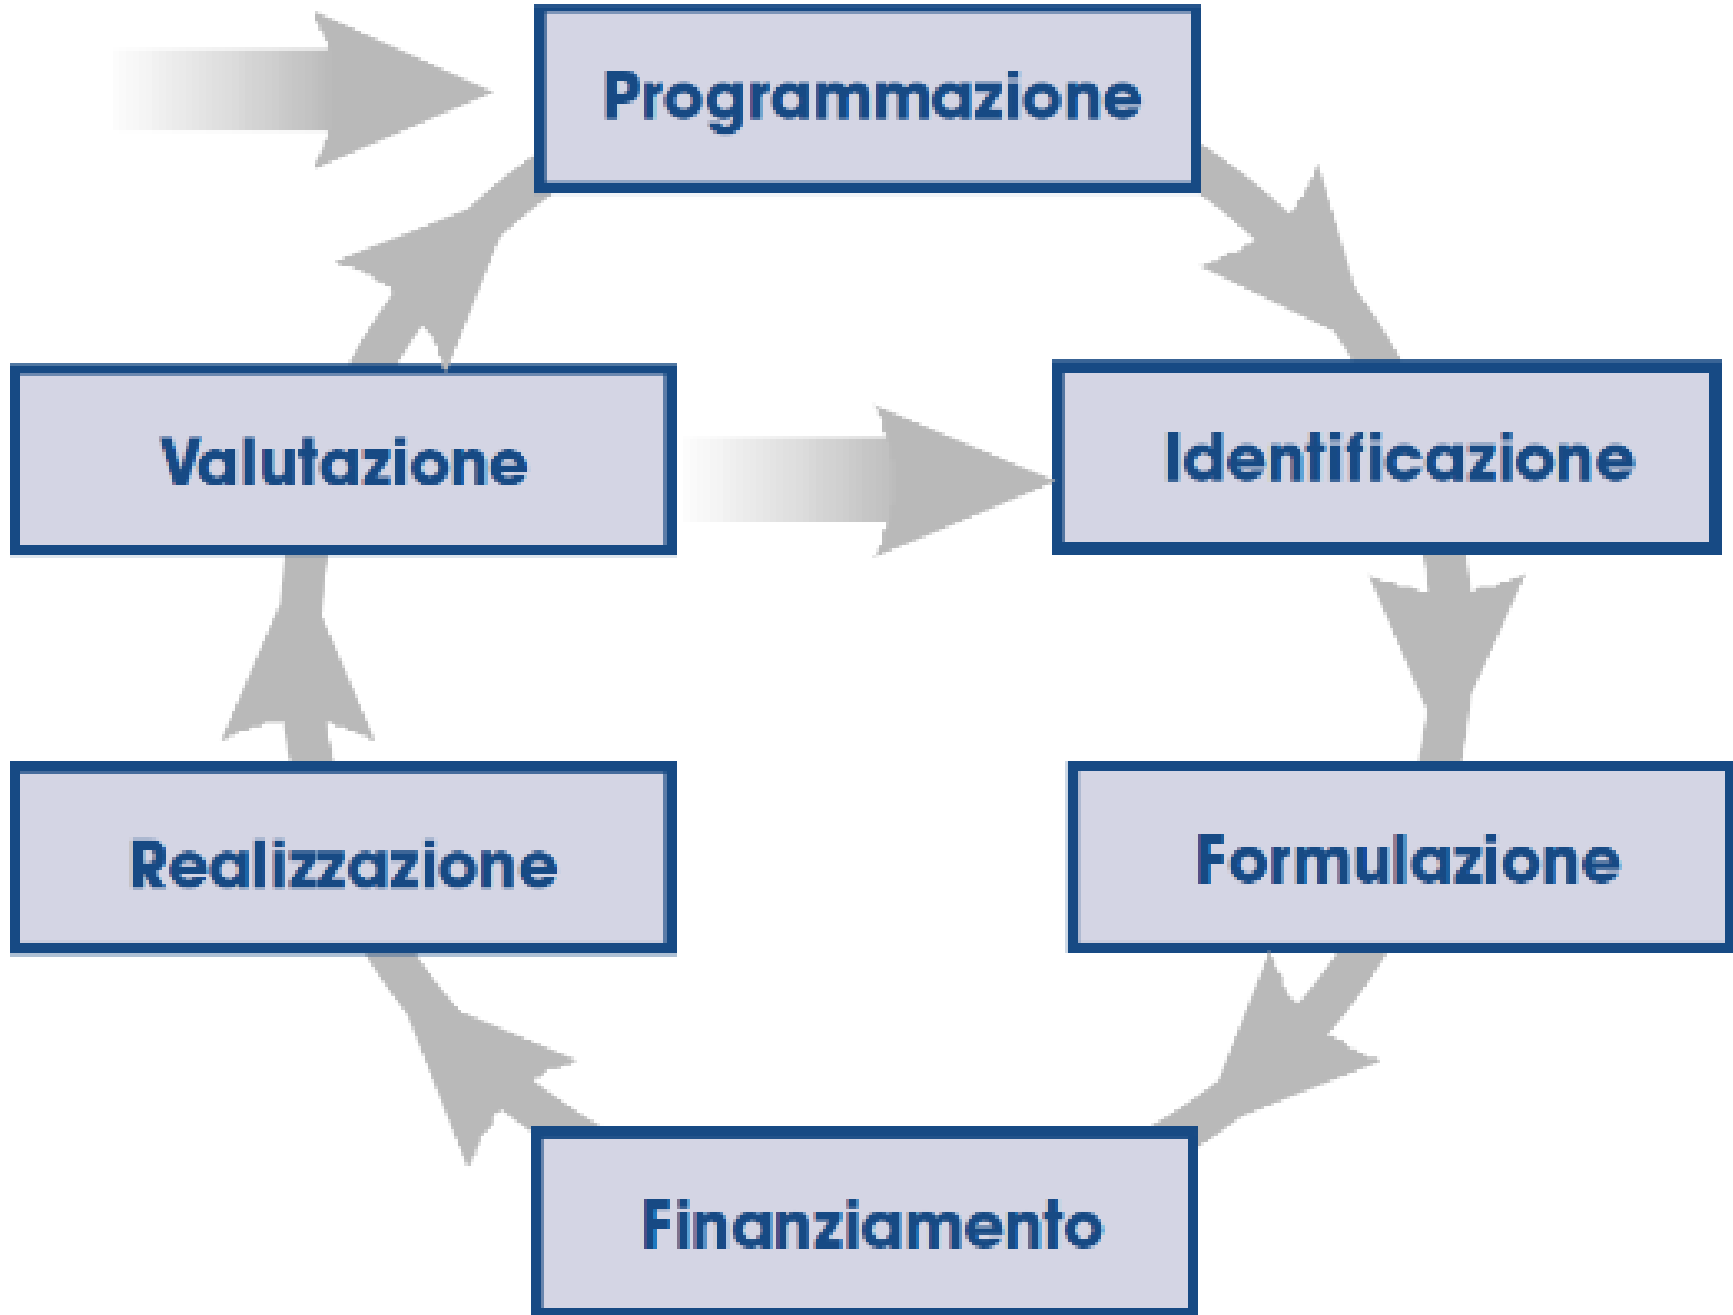 Programmazione
Valutazione
Identificazione
Realizzazione
Formulazione
Finanziamento